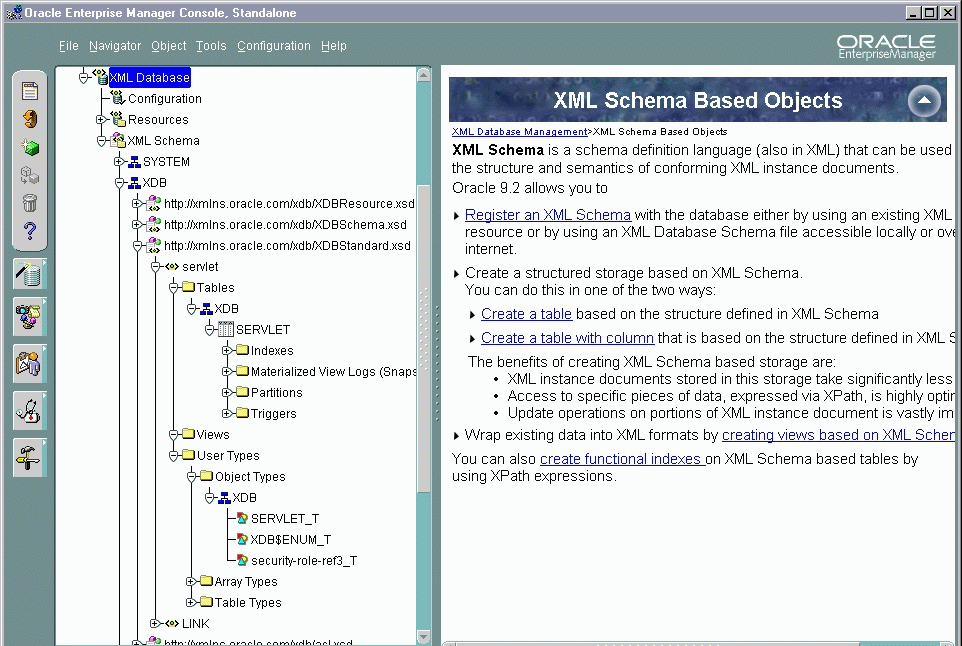 Oracle Enterprise Manager Console, Standalone
File Navigator Object Tools Configuration Help
ORACLE
EnterpriseManager
XML Database
Configuration
Resources
XML Schema
SYSTEM
XDB
http://xmlns.oracle.com/xdb/XDBResource.xsd
http://xmlns.oracle.com/xdb/XDBSchema.xsd
http://xmlns.oracle.com/xdb/XDBStandard.xsd
servlet
Tables
XDB
SERVLET
Indexes
Materialized View Logs (Snaps
Partitions
Triggers
Views
User Types
Object Types
XDB
SERVLET_T
XDB$ENUM_T
security-role-ref3_T
Array Types
Table Types
LINK
http://xmlns.oracle.com/xdb/acl.xsd
XML Schema Based Objects
XML Database Management>XML Schema Based Objects
XML Schema is a schema definition language (also in XML) that can be used
the structure and semantics of conforming XML instance documents.
Oracle 9.2 allows you to
Register an XML Schema with the database either by using an existing XML
resource or by using an XML Database Schema file accessible locally or ove
internet.
Create a structured storage based on XML Schema.
You can do this in one of the two ways:
Create a table based on the structure defined in XML Schema
Create a table with column that is based on the structure defined in XML S
The benefits of creating XML Schema based storage are:
• XML instance documents stored in this storage take significantly less
• Access to specific pieces of data, expressed via XPath, is highly optin
• Update operations on portions of XML instance document is vastly im
Wrap existing data into XML formats by creating views based on XML Scher
You can also create functional indexes on XML Schema based tables by
using XPath expressions.